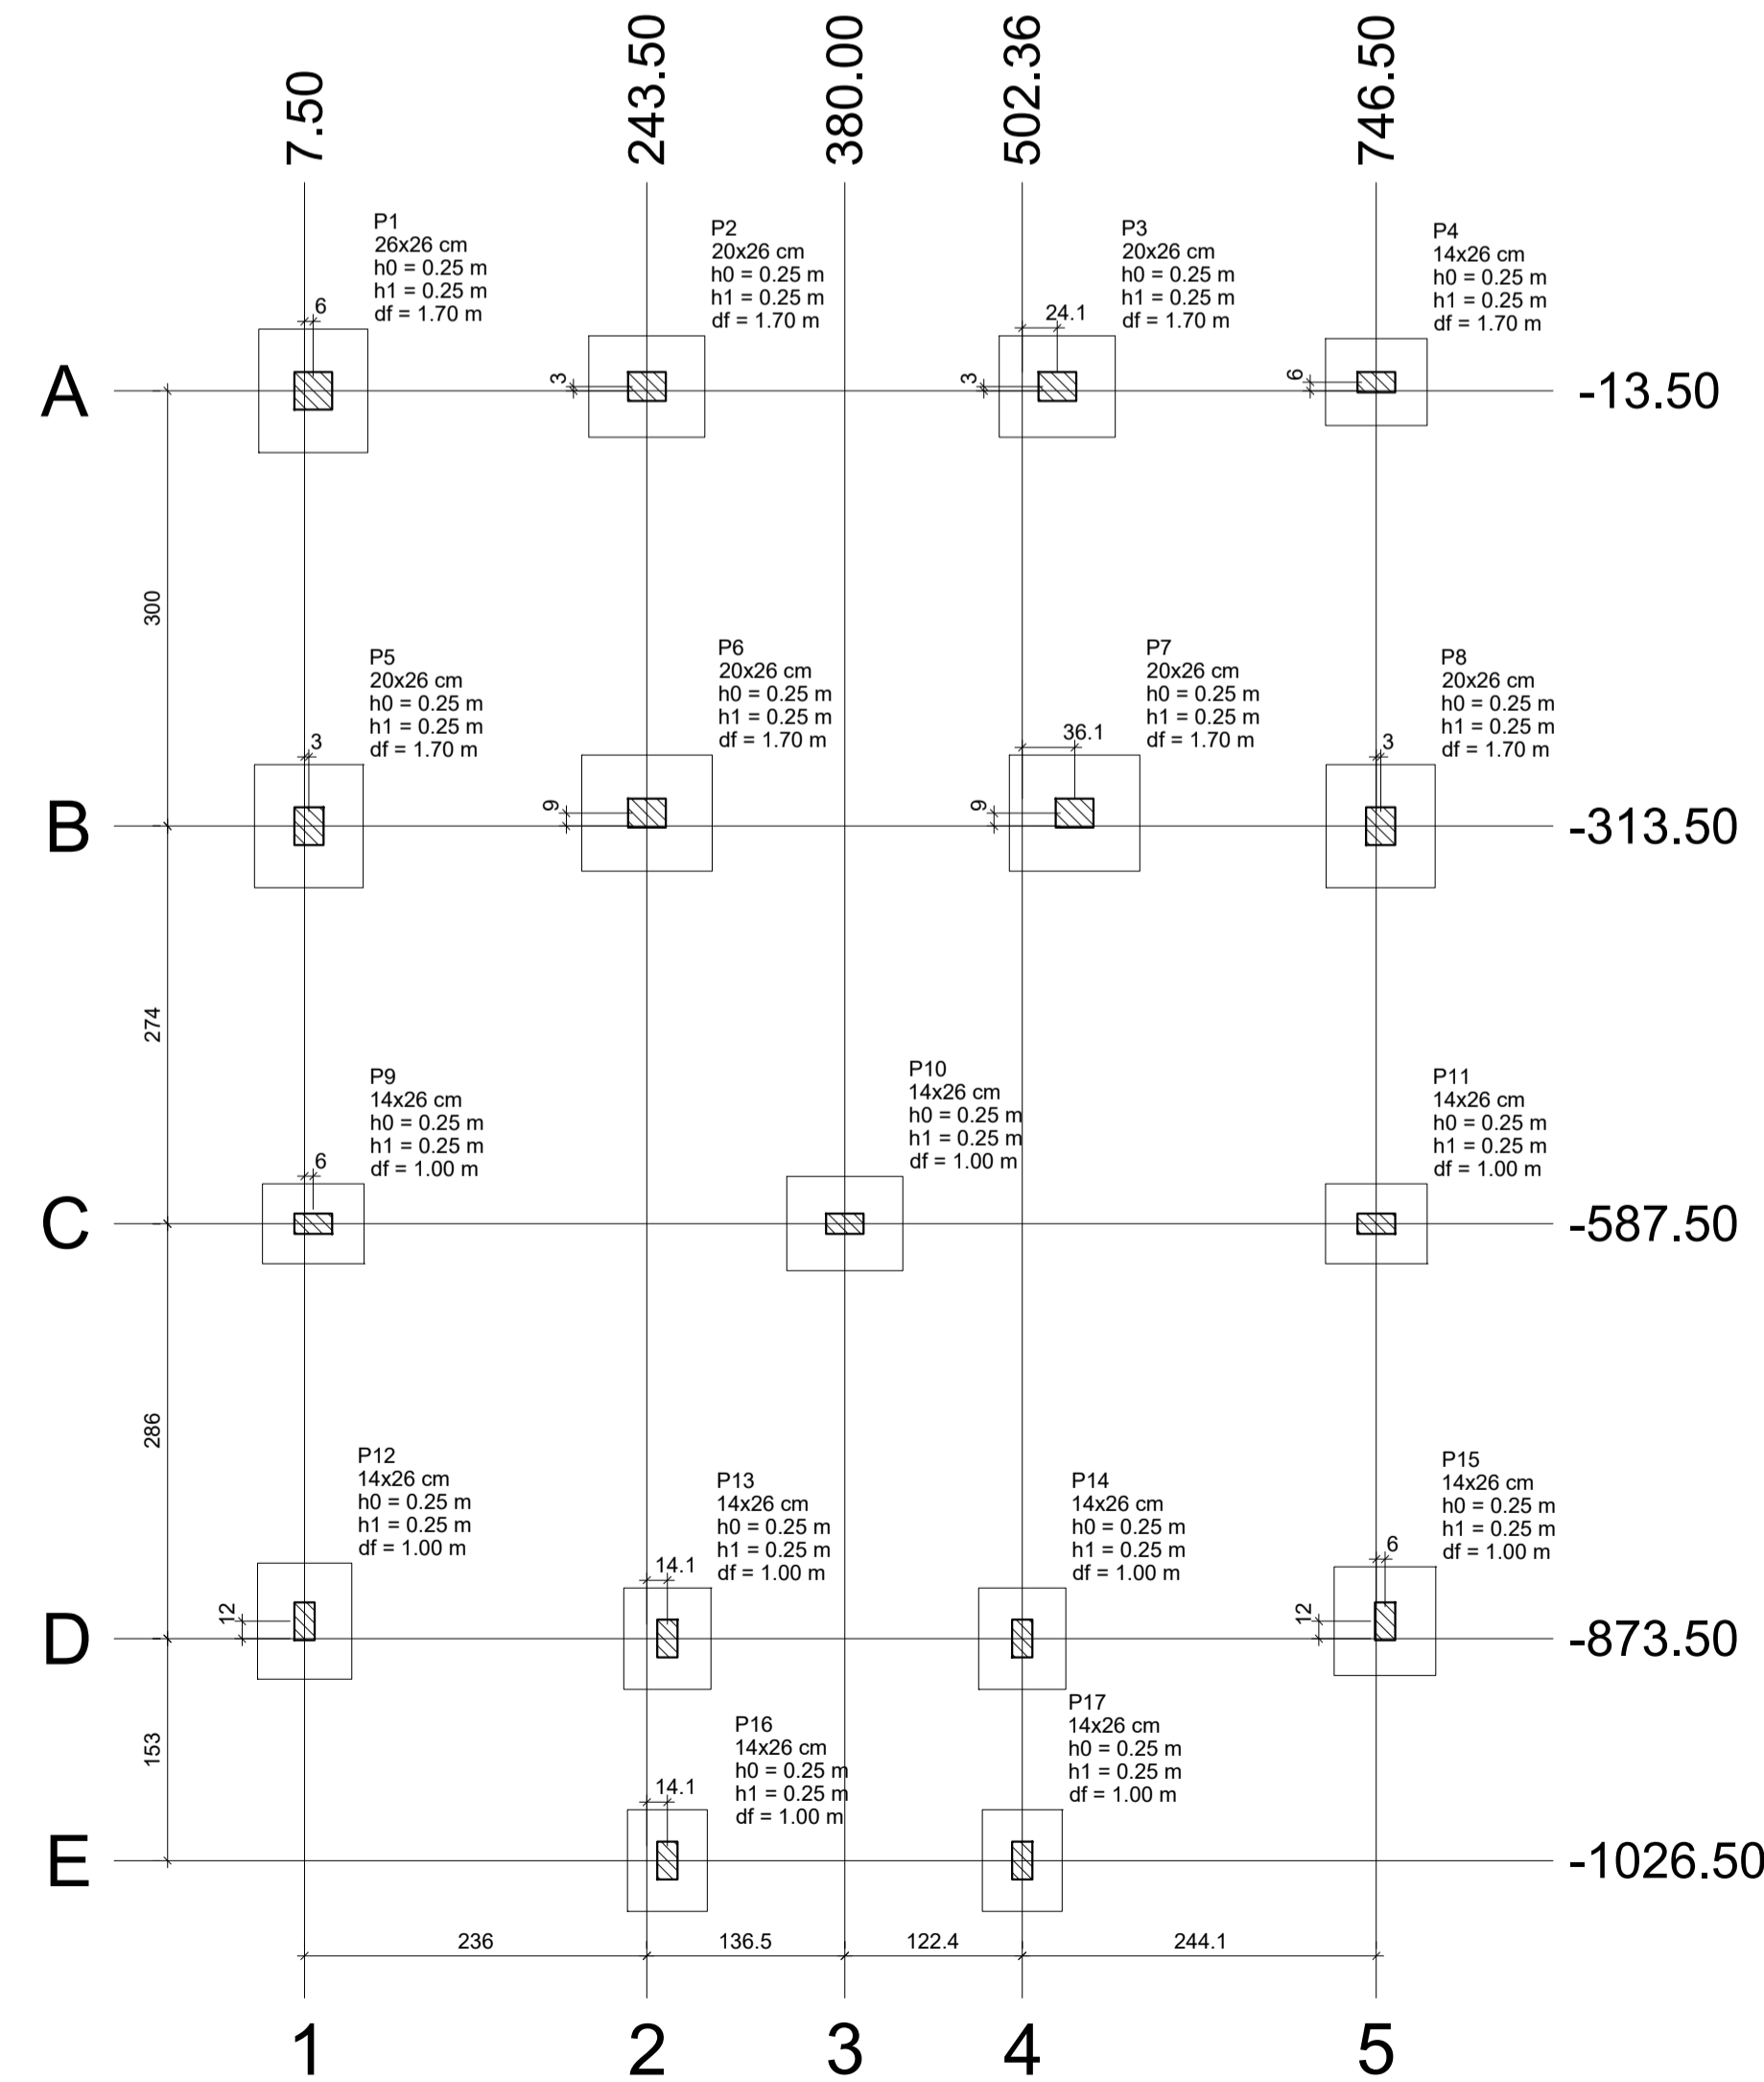 7.50
243.50
380.00
502.36
746.50
P1
26x26 cm
h0 = 0.25 m
h1 = 0.25 m
df = 1.70 m
6
P2
20x26 cm
h0 = 0.25 m
h1 = 0.25 m
df = 1.70 m
3
P3
20x26 cm
h0 = 0.25 m
h1 = 0.25 m
df = 1.70 m
24.1
3
P4
14x26 cm
h0 = 0.25 m
h1 = 0.25 m
df = 1.70 m
6
A
-13.50
300
P5
20x26 cm
h0 = 0.25 m
h1 = 0.25 m
df = 1.70 m
3
P6
20x26 cm
h0 = 0.25 m
h1 = 0.25 m
df = 1.70 m
9
P7
20x26 cm
h0 = 0.25 m
h1 = 0.25 m
df = 1.70 m
36.1
9
P8
20x26 cm
h0 = 0.25 m
h1 = 0.25 m
df = 1.70 m
3
B
-313.50
274
P9
14x26 cm
h0 = 0.25 m
h1 = 0.25 m
df = 1.00 m
6
P10
14x26 cm
h0 = 0.25 m
h1 = 0.25 m
df = 1.00 m
P11
14x26 cm
h0 = 0.25 m
h1 = 0.25 m
df = 1.00 m
C
-587.50
286
P12
14x26 cm
h0 = 0.25 m
h1 = 0.25 m
df = 1.00 m
12
P13
14x26 cm
h0 = 0.25 m
h1 = 0.25 m
df = 1.00 m
14.1
P14
14x26 cm
h0 = 0.25 m
h1 = 0.25 m
df = 1.00 m
P15
14x26 cm
h0 = 0.25 m
h1 = 0.25 m
df = 1.00 m
6
12
D
-873.50
153
P16
14x26 cm
h0 = 0.25 m
h1 = 0.25 m
df = 1.00 m
14.1
P17
14x26 cm
h0 = 0.25 m
h1 = 0.25 m
df = 1.00 m
E
-1026.50
236
136.5
122.4
244.1
1
2
3
4
5